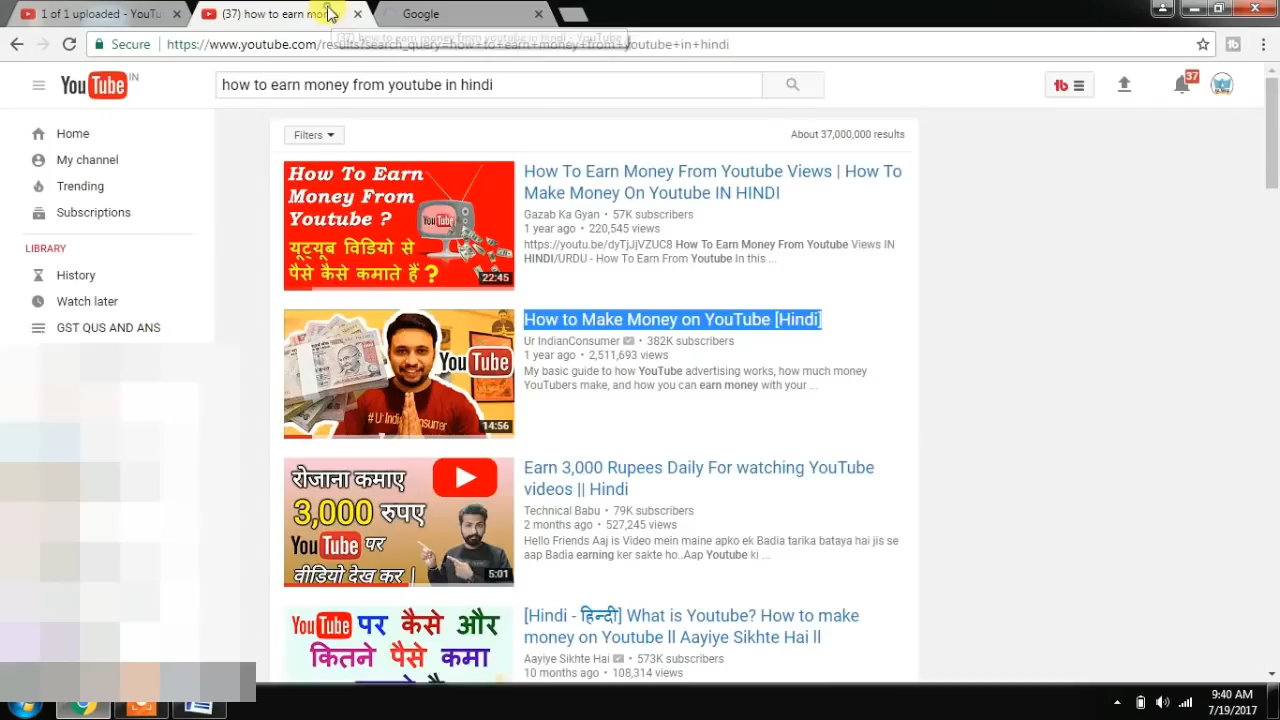 1 of 1 uploaded - YouTu
(37) how to earn mon
Google
(37) how to earn money from youtube in hindi - YouTube
Secure
https://www.youtube.com/results?search_query=how+to+earn+money+from+youtube+in+hindi
YouTube IN
how to earn money from youtube in hindi
37
Home
My channel
Trending
Subscriptions
LIBRARY
History
Watch later
GST QUS AND ANS
Filters
About 37,000,000 results
How To Earn
Money From
Youtube ?
YouTube
यूट्यूब विडियो से
पैसे कैसे कमाते हैं ?
22:45
How To Earn Money From Youtube Views | How To
Make Money On Youtube IN HINDI
Gazab Ka Gyan • 57K subscribers
1 year ago • 220,545 views
https://youtu.be/dyTjJjVZUC8 How To Earn Money From Youtube Views IN
HINDI/URDU - How To Earn From Youtube In this ...
YouTube
14:56
How to Make Money on YouTube [Hindi]
Ur IndianConsumer • 382K subscribers
1 year ago • 2,511,693 views
My basic guide to how YouTube advertising works, how much money
YouTubers make, and how you can earn money with your ...
रोजाना कमाए
3,000 रुपए
YouTube पर
वीडियो देख कर |
5:01
Earn 3,000 Rupees Daily For watching YouTube
videos || Hindi
Technical Babu • 79K subscribers
2 months ago • 527,245 views
Hello Friends Aaj is Video mein maine apko ek Badia tarika bataya hai jis se
aap Badia earning ker sakte ho..Aap Youtube ki ...
YouTube पर कैसे और
कितने पैसे कमा
[Hindi - हिन्दी] What is Youtube? How to make
money on Youtube ll Aayiye Sikhte Hai ll
Aayiye Sikhte Hai • 573K subscribers
10 months ago • 108,314 views
9:40 AM
7/19/2017